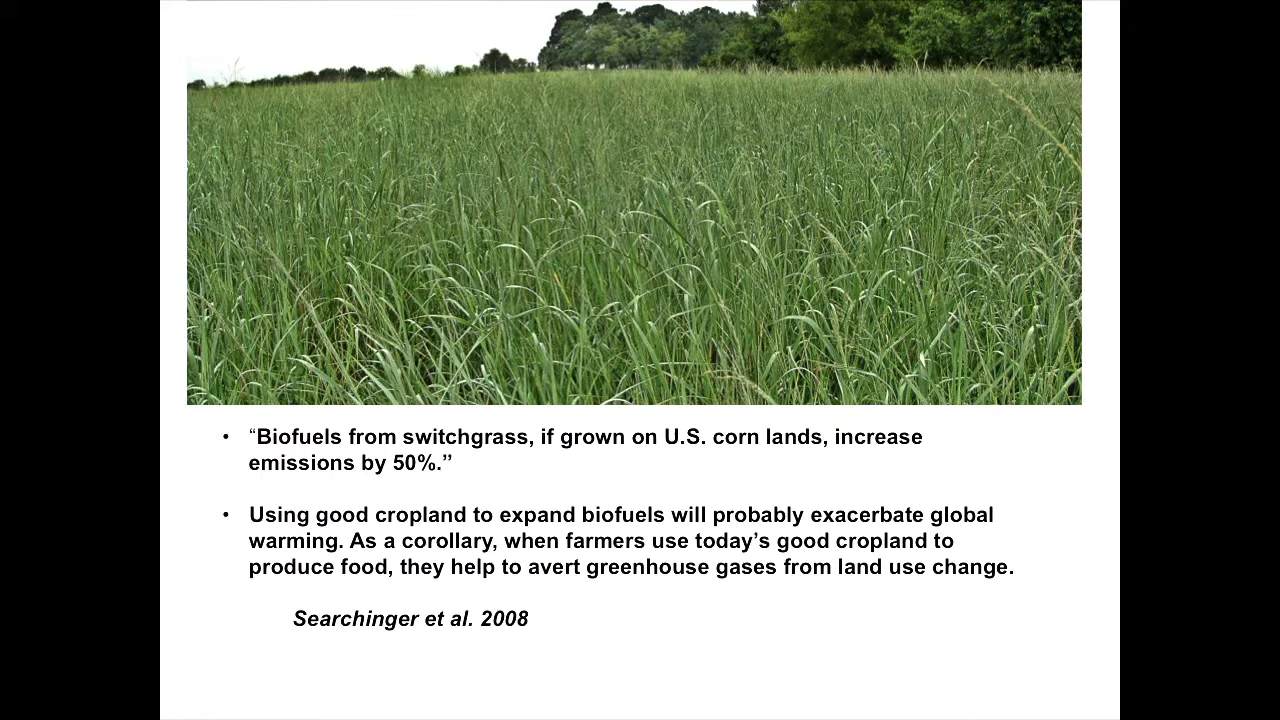 • “Biofuels from switchgrass, if grown on U.S. corn lands, increase
emissions by 50%.”
• Using good cropland to expand biofuels will probably exacerbate global
warming. As a corollary, when farmers use today’s good cropland to
produce food, they help to avert greenhouse gases from land use change.
Searchinger et al. 2008